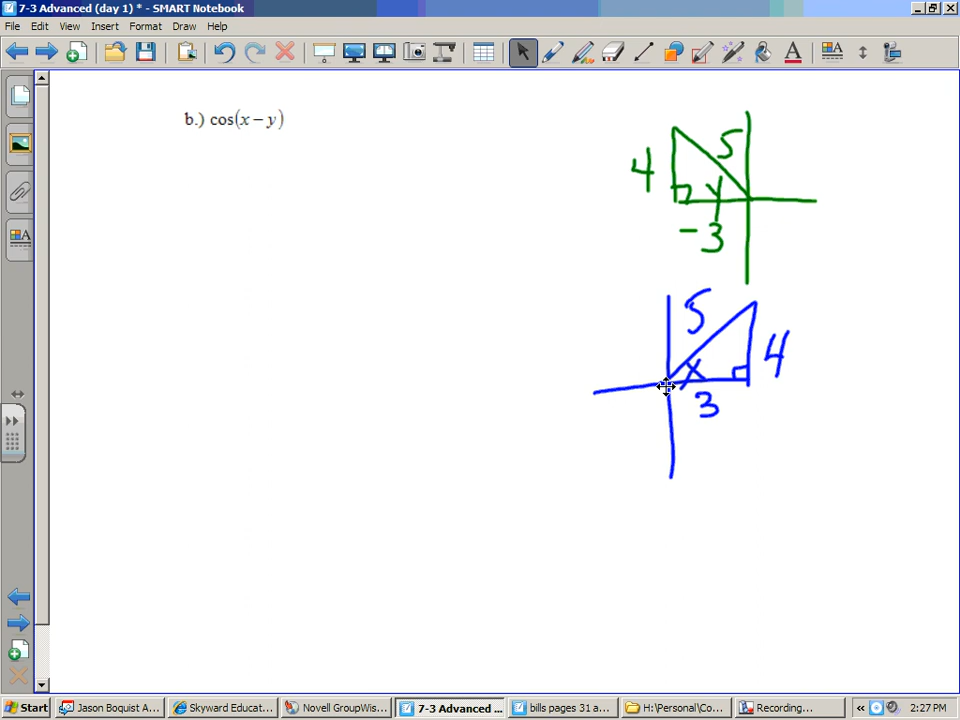 7-3 Advanced (day 1) * - SMART Notebook
File Edit View Insert Format Draw Help
b.) cos(x − y)
5
4
y
-3
5
x
4
3
Start
Jason Boquist A...
Skyward Educat...
Novell GroupWis...
7-3 Advanced ...
bills pages 31 a...
H:\Personal\Co...
Recording...
2:27 PM